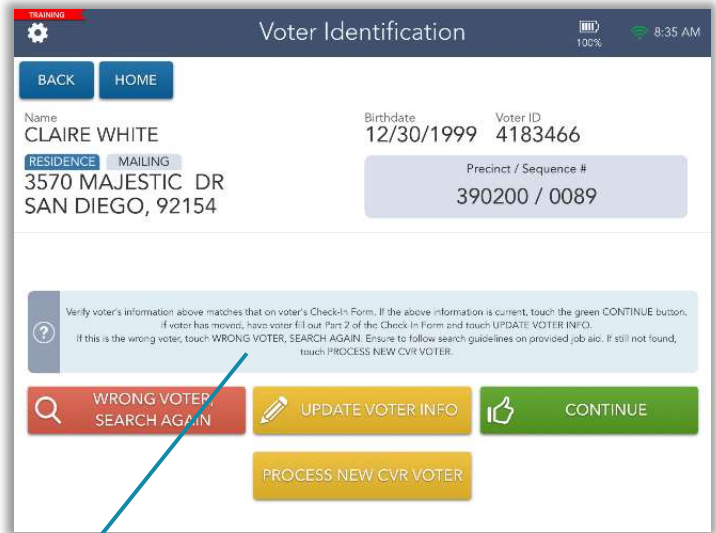 TRAINING
Voter Identification
100%
8:35 AM
BACK
HOME
Name
CLAIRE WHITE
Birthdate
12/30/1999
Voter ID
4183466
RESIDENCE
MAILING
3570 MAJESTIC DR
SAN DIEGO, 92154
Precinct / Sequence #
390200 / 0089
Verify voter's information above matches that on voter's Check-In Form. If the above information is current, touch the green CONTINUE button.
If voter has moved, have voter fill out Part 2 of the Check In Form and touch UPDATE VOTER INFO.
If this is the wrong voter, touch WRONG VOTER, SEARCH AGAIN. Ensure to follow search guidelines on provided job aid. If still not found,
touch PROCESS NEW CVR VOTER.
?
WRONG VOTER,
SEARCH AGAIN
UPDATE VOTER INFO
CONTINUE
PROCESS NEW CVR VOTER